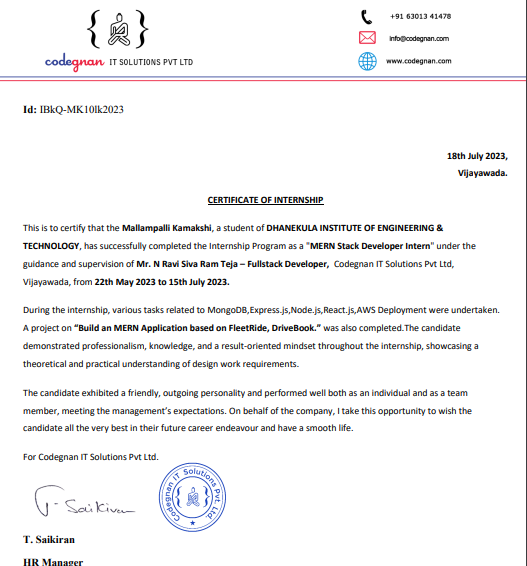 +91 63013 41478
info@codegnan.com
codegnan IT SOLUTIONS PVT LTD
www.codegnan.com
Id: IBkQ-MK10lk2023
18th July 2023,
Vijayawada.
CERTIFICATE OF INTERNSHIP
This is to certify that the Mallampalli Kamakshi, a student of DHANEKULA INSTITUTE OF ENGINEERING &
TECHNOLOGY, has successfully completed the Internship Program as a "MERN Stack Developer Intern" under the
guidance and supervision of Mr. N Ravi Siva Ram Teja – Fullstack Developer, Codegnan IT Solutions Pvt Ltd,
Vijayawada, from 22th May 2023 to 15th July 2023.
During the internship, various tasks related to MongoDB,Express.js,Node.js,React.js,AWS Deployment were undertaken.
A project on “Build an MERN Application based on FleetRide, DriveBook.” was also completed.The candidate
demonstrated professionalism, knowledge, and a result-oriented mindset throughout the internship, showcasing a
theoretical and practical understanding of design work requirements.
The candidate exhibited a friendly, outgoing personality and performed well both as an individual and as a team
member, meeting the management’s expectations. On behalf of the company, I take this opportunity to wish the
candidate all the very best in their future career endeavour and have a smooth life.
For Codegnan IT Solutions Pvt Ltd.
Codegnan IT Solutions Pvt. Ltd.
T. Saikiran
T. Saikiran
HR Manager